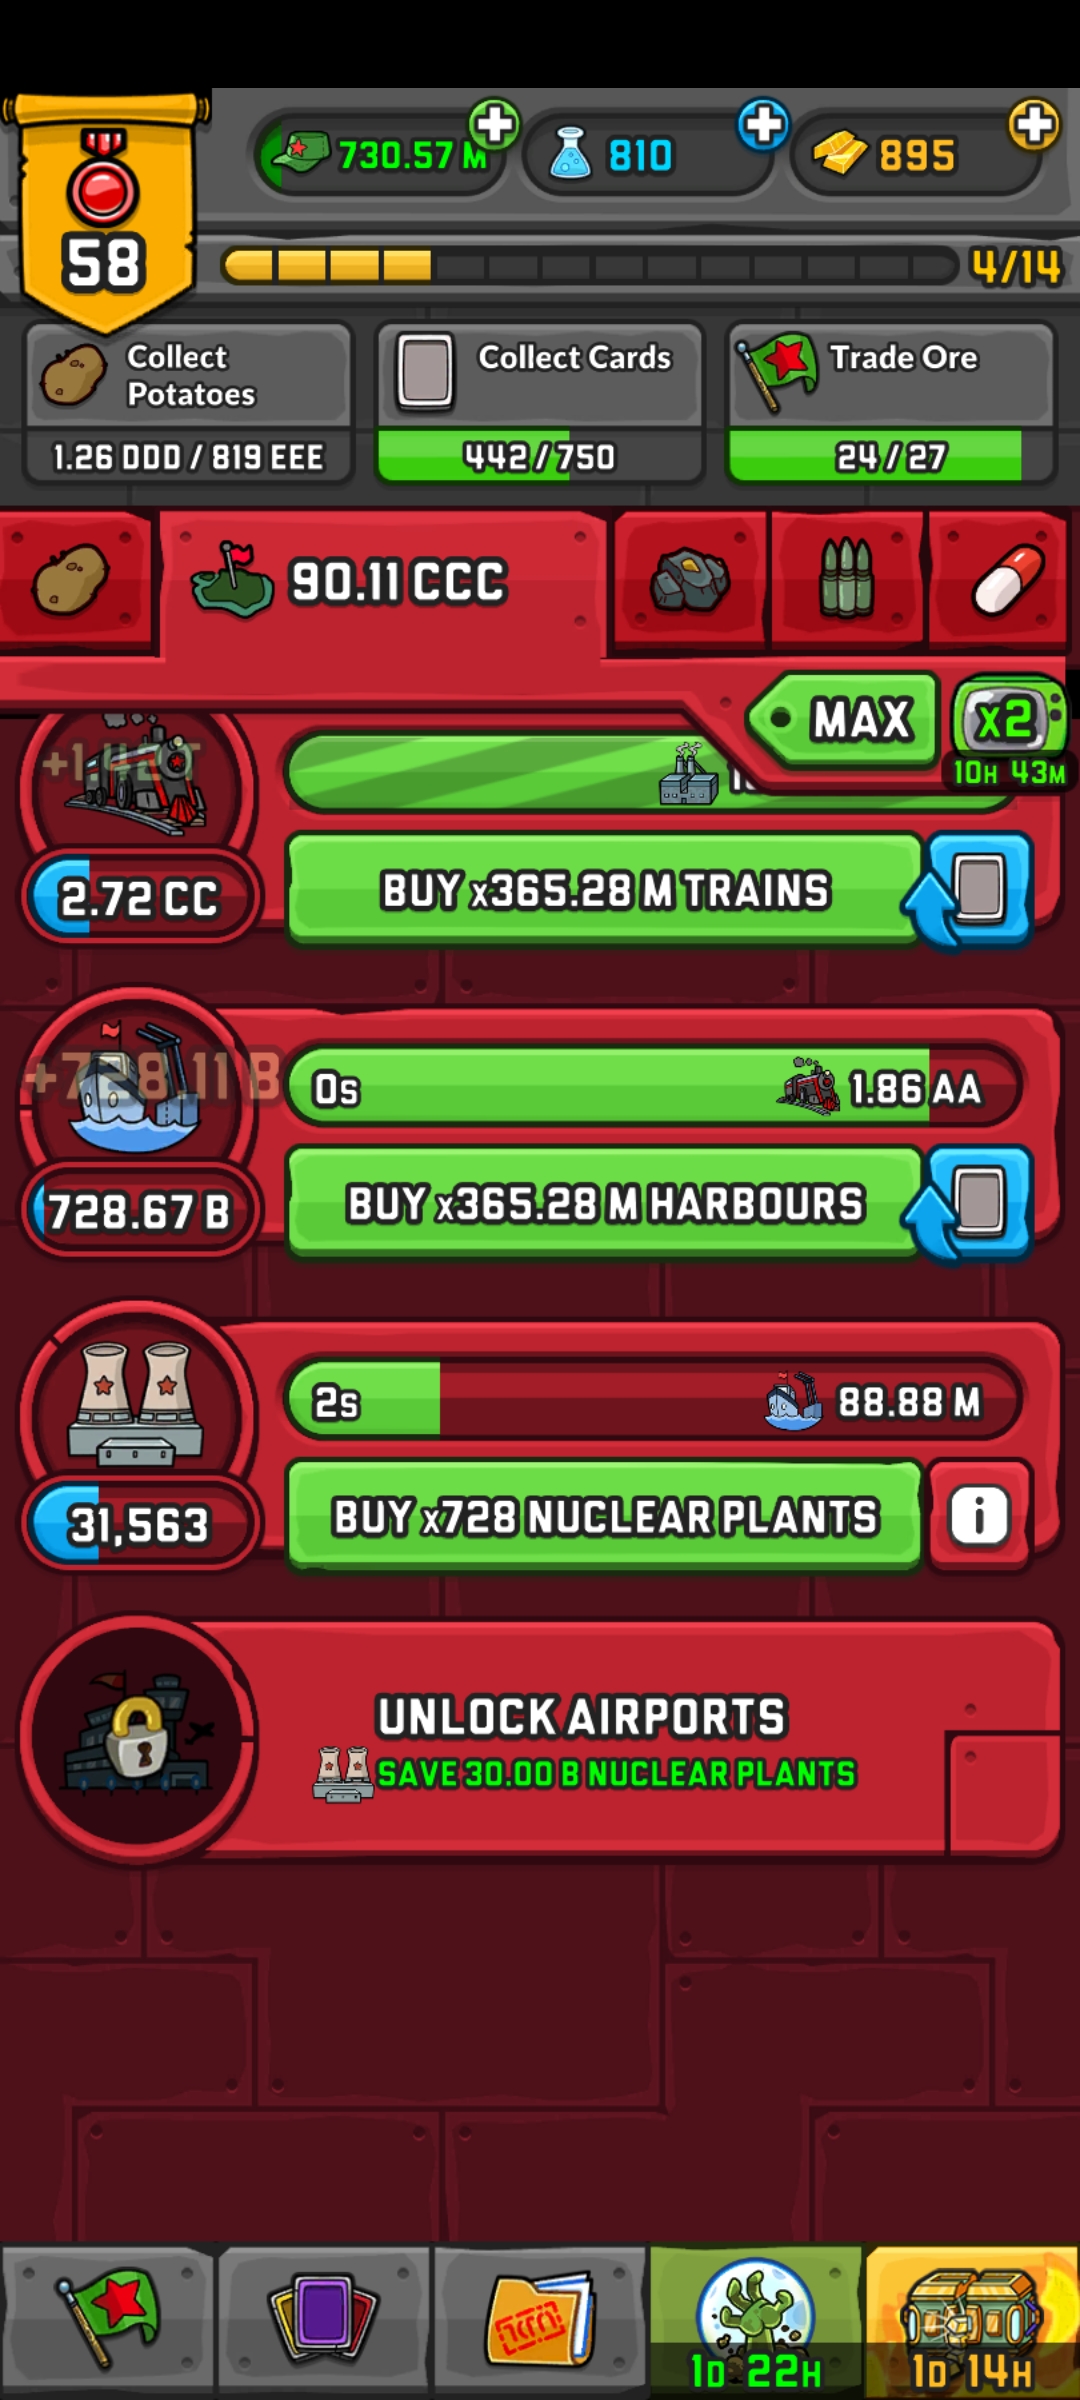 730.57 M
810
895
58
4/14
Collect
Potatoes
Collect Cards
Trade Ore
1.26 DDD / 819 EEE
442/750
24/27
90.11 CCC
MAX
x2
10H 43M
2.72 CC
BUY x365.28 M TRAINS
+728.11 B
0s
1.86 AA
728.67 B
BUY x365.28 M HARBOURS
2s
88.88 M
31,563
BUY x728 NUCLEAR PLANTS
i
UNLOCK AIRPORTS
SAVE 30.00 B NUCLEAR PLANTS
1D 22H
1D 14H